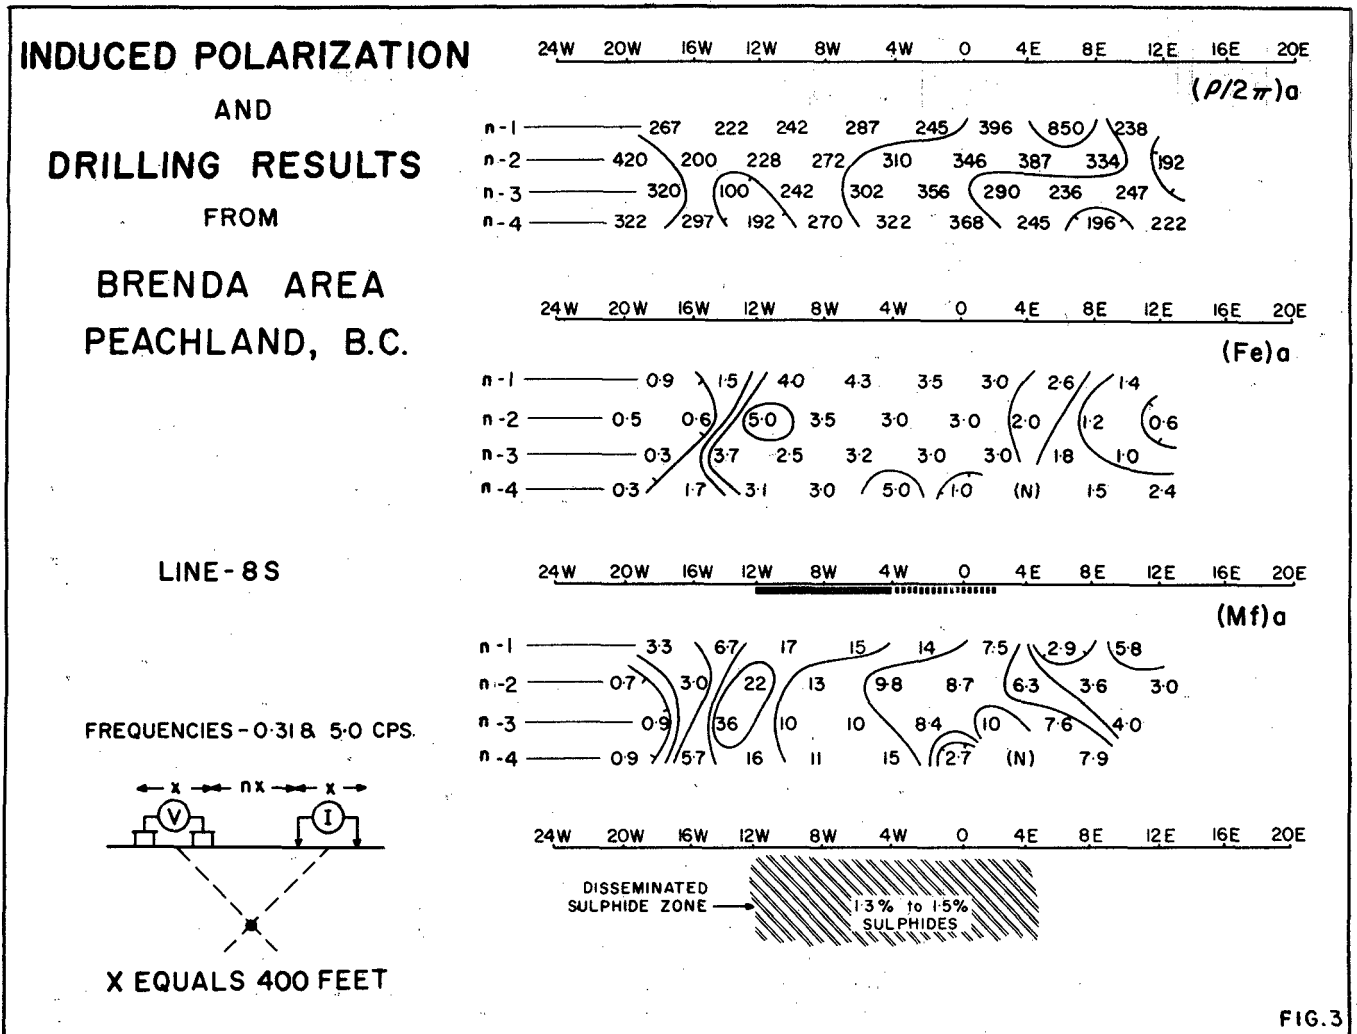 INDUCED POLARIZATION
AND
DRILLING RESULTS
FROM
BRENDA AREA
PEACHLAND, B.C.
LINE-8S
FREQUENCIES-0.31 & 5.0 CPS.
x nx x
V I
X EQUALS 400 FEET
24W 20W 16W 12W 8W 4W 0 4E 8E 12E 16E 20E
(ρ/2π)a
n-1 267 222 242 287 245 396 850 238
n-2 420 200 228 272 310 346 387 334 192
n-3 320 100 242 302 356 290 236 247
n-4 322 297 192 270 322 368 245 196 222
24W 20W 16W 12W 8W 4W 0 4E 8E 12E 16E 20E
(Fe)a
n-1 0.9 1.5 4.0 4.3 3.5 3.0 2.6 1.4
n-2 0.5 0.6 5.0 3.5 3.0 3.0 2.0 1.2 0.6
n-3 0.3 3.7 2.5 3.2 3.0 3.0 1.8 1.0
n-4 0.3 1.7 3.1 3.0 5.0 1.0 (N) 1.5 2.4
24W 20W 16W 12W 8W 4W 0 4E 8E 12E 16E 20E
(Mf)a
n-1 3.3 6.7 17 15 14 7.5 2.9 5.8
n-2 0.7 3.0 22 13 9.8 8.7 6.3 3.6 3.0
n-3 0.9 36 10 10 8.4 10 7.6 4.0
n-4 0.9 5.7 16 11 15 2.7 (N) 7.9
24W 20W 16W 12W 8W 4W 0 4E 8E 12E 16E 20E
DISSEMINATED
SULPHIDE ZONE
1.3% to 1.5%
SULPHIDES
FIG.3